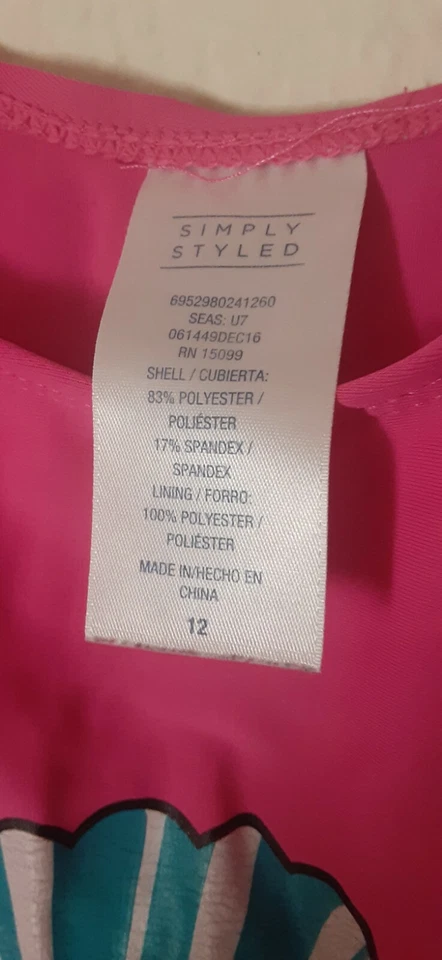 SIMPLY
STYLED
6952980241260
SEAS: U7
061449DEC16
RN 15099
SHELL / CUBIERTA:
83% POLYESTER /
POLIÉSTER
17% SPANDEX /
SPANDEX
LINING / FORRO:
100% POLYESTER /
POLIÉSTER
MADE IN/HECHO EN
CHINA
12